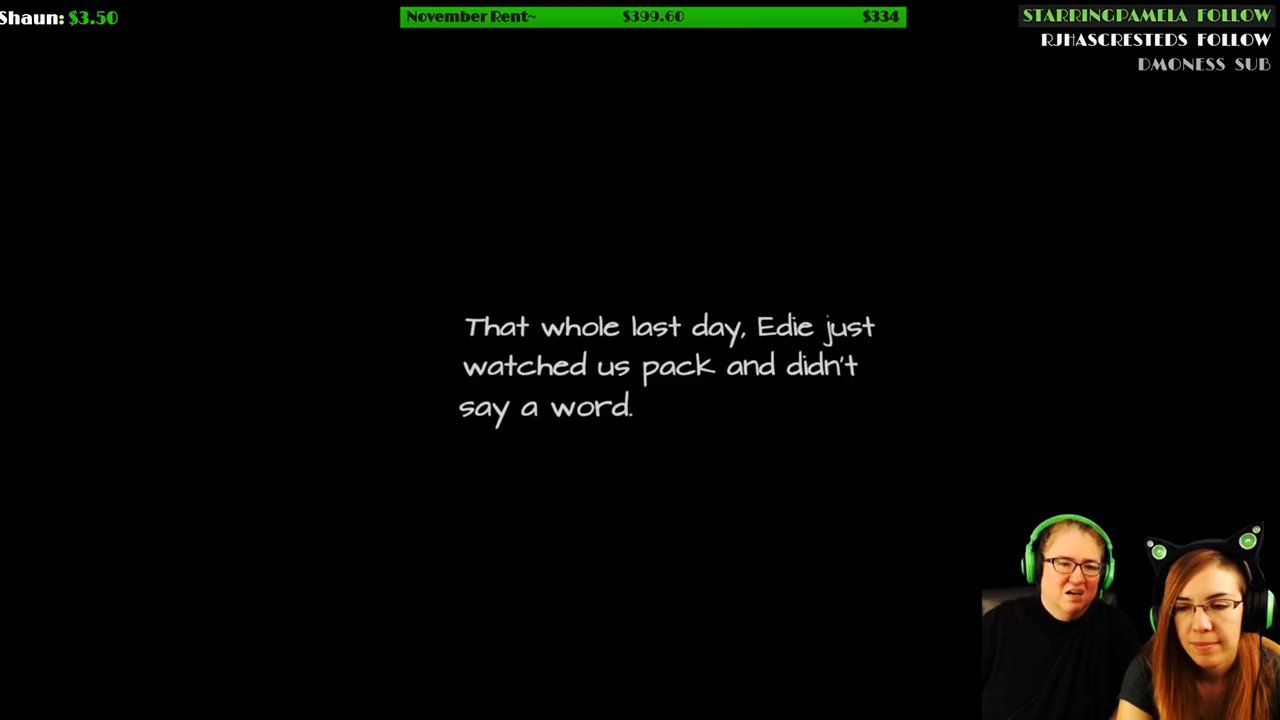 Shaun: $3.50
November Rent~ $399.60 $334
STARRINGPAMELA FOLLOW
RJHASCRESTEDS FOLLOW
DMONESS SUB
That whole last day, Edie just
watched us pack and didn't
say a word.